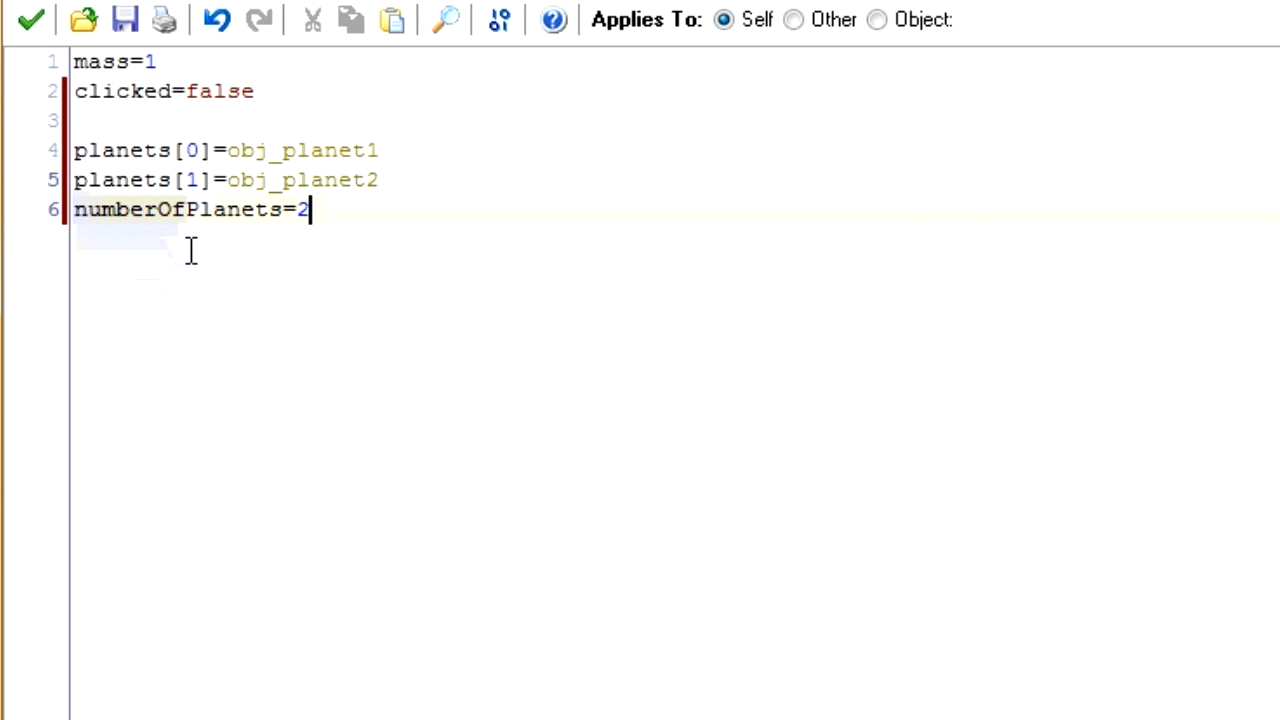 Applies To: Self Other Object:
1 mass=1
2 clicked=false
3
4 planets[0]=obj_planet1
5 planets[1]=obj_planet2
6 numberOfPlanets=2